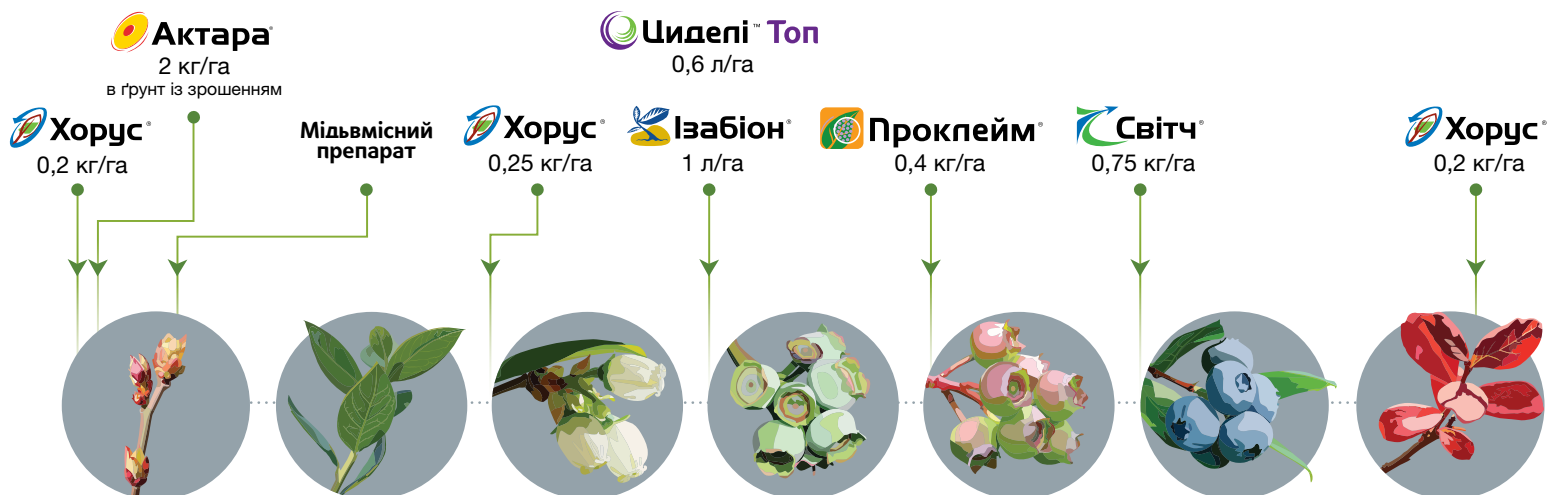 Актара®
2 кг/га
в ґрунт із зрошенням
Циделі™ Топ
0,6 л/га
Хорус®
0,2 кг/га
Мідьвмісний
препарат
Хорус®
0,25 кг/га
Ізабіон®
1 л/га
Проклейм®
0,4 кг/га
Світч®
0,75 кг/га
Хорус®
0,2 кг/га